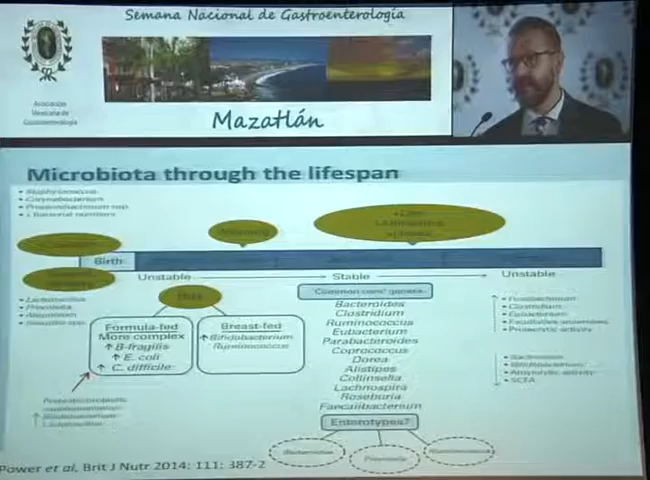 Semana Nacional de Gastroenterología
Asociación
Mexicana de
Gastroenterología
Mazatlán
Microbiota through the lifespan
• Staphylococcus
• Corynebacterium
• Propionibacterium spp
• ↓ Bacterial numbers
Weaning
Birth
Unstable
Stable
Unstable
• Lactobacillus
• Prevotella
• Atopobium
• Sneathia spp.
Diet
Formula-fed
More complex
↑ B-fragilis
↑ E. coli
↑ C. difficile
Breast-fed
↑ Bifidobacterium
Ruminococcus
'Common core' genera
Bacteroides
Clostridium
Ruminococcus
Eubacterium
Parabacteroides
Coprococcus
Dorea
Alistipes
Collinsella
Lachnospira
Roseburia
Faecalibacterium
• Fusobacterium
• Clostridium
• Eubacterium
• Facultative anaerobes
• Proteolytic activity
• Bacteroides
• Bifidobacterium
• Amylolytic activity
• SCFA
Enterotypes?
Bacteroides
Prevotella
Ruminococcus
Power et al, Brit J Nutr 2014: 111: 387-2